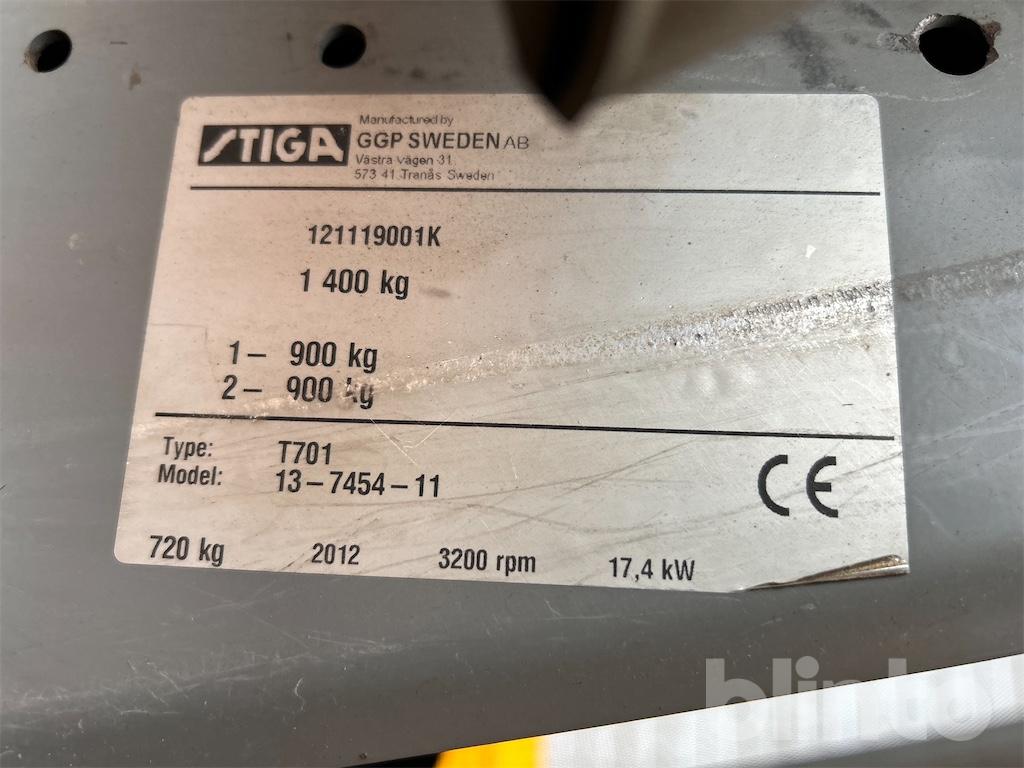 STIGA
Manufactured by
GGP SWEDEN AB
Västra vägen 31
573 41 Tranås Sweden
121119001K
1 400 kg
1 – 900 kg
2 – 900 kg
Type: T701
Model: 13-7454-11
CE
720 kg 2012 3200 rpm 17,4 kW
blinto